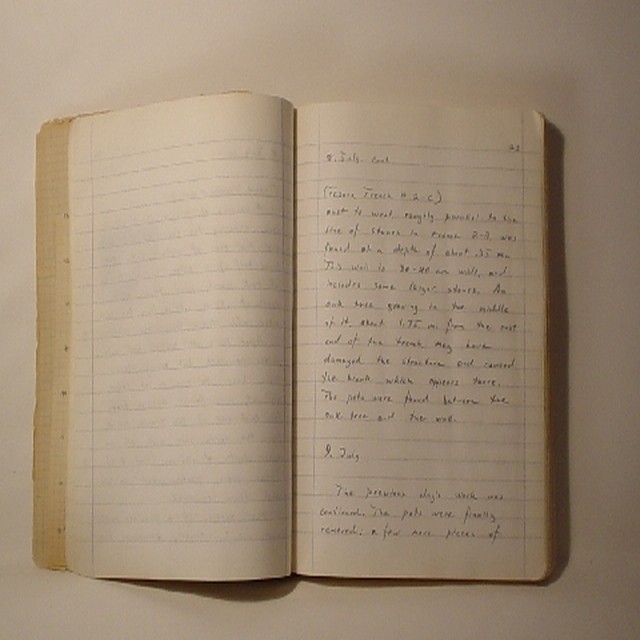 8. July. cont.
(Tesore Trench A 2-C)
east to west, roughly parallel to the
line of stones in trench 2-D, was
found at a depth of about .35 m.
This wall is 30-40 cm wide, and
includes some larger stones. An
oak tree growing in the middle
of it about 1.75 m from the east
end of the trench may have
damaged the structure and caused
the blank which appears there.
The pots were found between the
oak tree and the wall.
9. July
The previous day's work was
continued. The pots were finally
removed: a few more pieces of